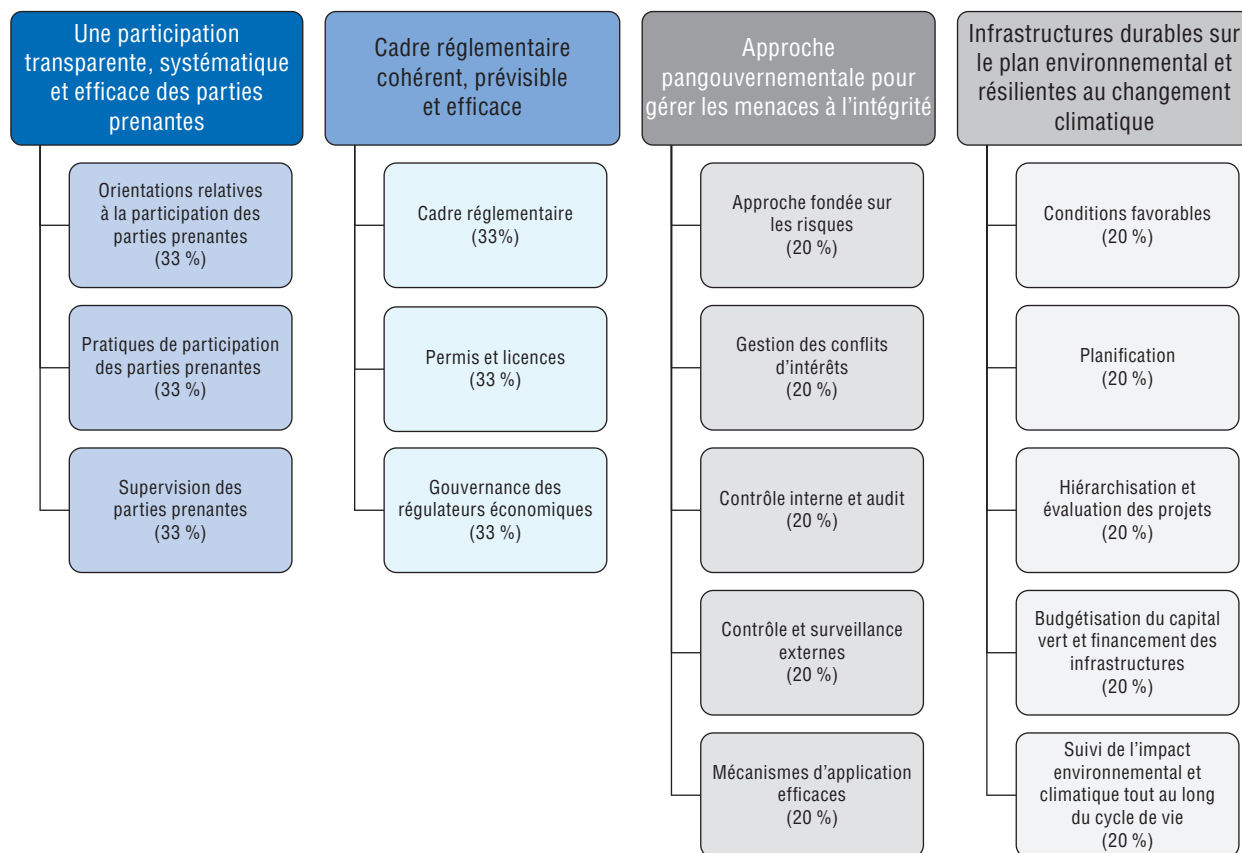 Une participation
transparente, systématique
et efficace des parties
prenantes
Orientations relatives
à la participation des
parties prenantes
(33 %)
Pratiques de participation
des parties prenantes
(33 %)
Supervision des
parties prenantes
(33 %)
Cadre réglementaire
cohérent, prévisible
et efficace
Cadre réglementaire
(33%)
Permis et licences
(33 %)
Gouvernance des
régulateurs économiques
(33 %)
Approche
pangouvernementale pour
gérer les menaces à l’intégrité
Approche fondée sur
les risques
(20 %)
Gestion des conflits
d’intérêts
(20 %)
Contrôle interne et audit
(20 %)
Contrôle et surveillance
externes
(20 %)
Mécanismes d’application
efficaces
(20 %)
Infrastructures durables sur
le plan environnemental et
résilientes au changement
climatique
Conditions favorables
(20 %)
Planification
(20 %)
Hiérarchisation et
évaluation des projets
(20 %)
Budgétisation du capital
vert et financement des
infrastructures
(20 %)
Suivi de l’impact
environnemental et
climatique tout au long
du cycle de vie
(20 %)